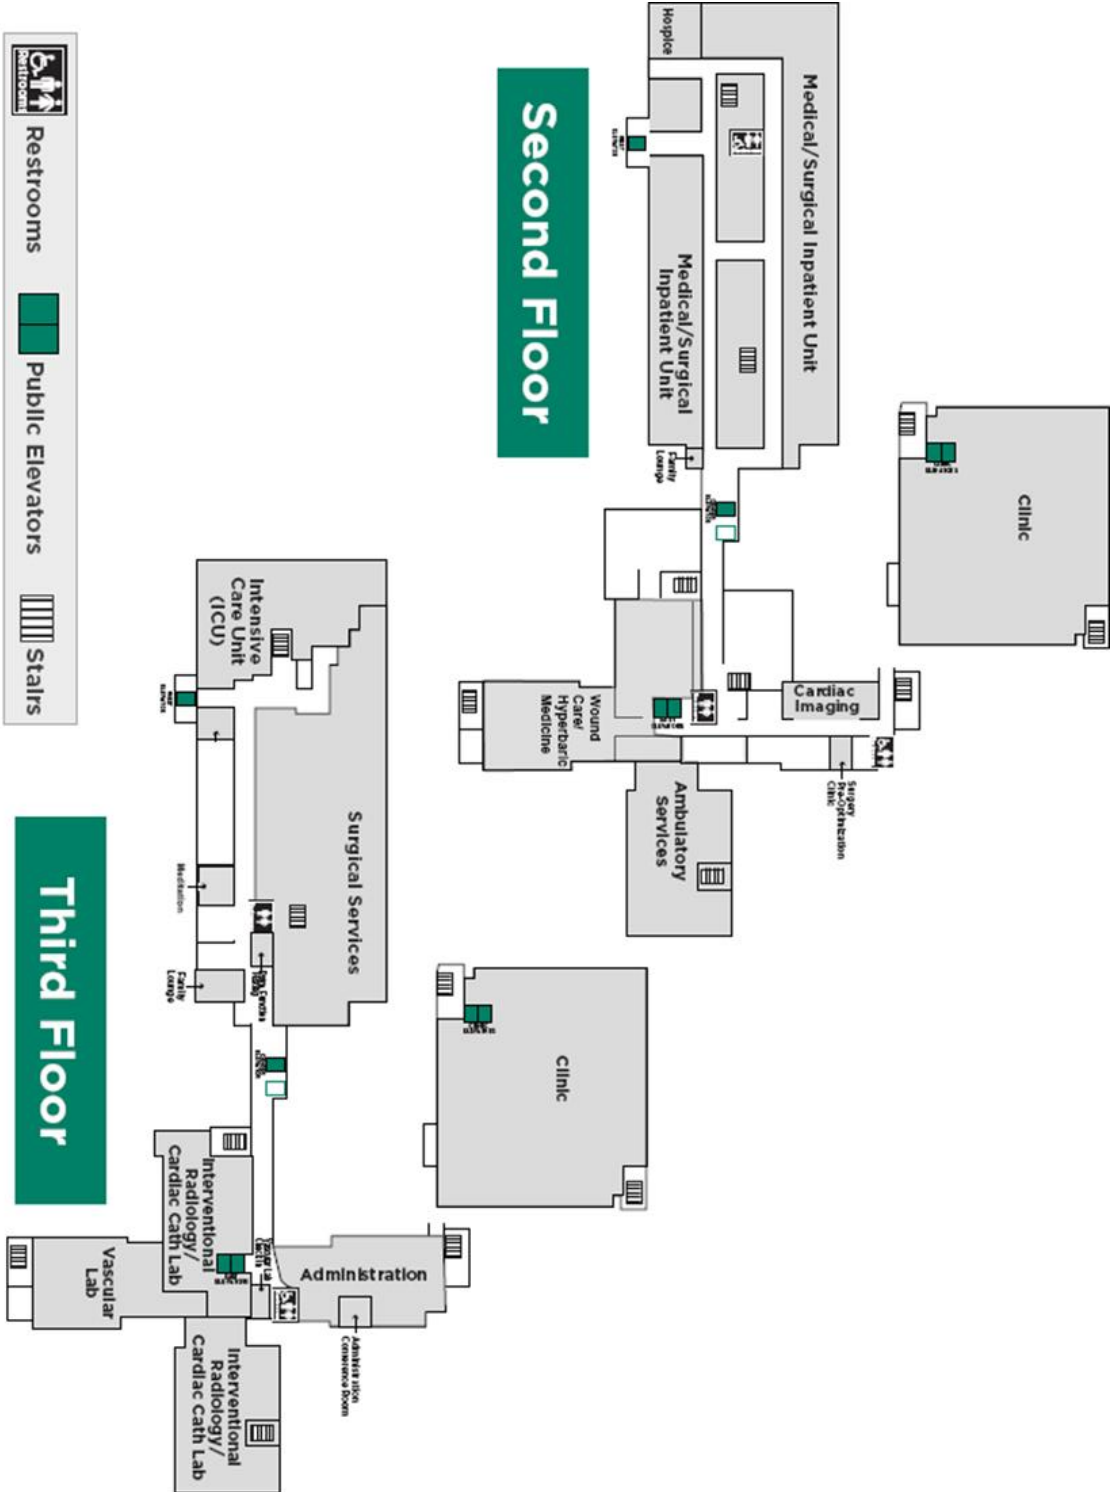 Second Floor
Hospice
Medical/Surgical Inpatient Unit
Medical/Surgical
Inpatient Unit
Family
Lounge
Clinic
Cardiac
Imaging
Wound
Care/
Hyperbaric
Medicine
Ambulatory
Services
Surgery
Pre-Optimization
Clinic
Third Floor
Intensive
Care Unit
(ICU)
Surgical Services
Meditation
Family
Lounge
Clinic
Interventional
Radiology/
Cardiac Cath Lab
Vascular
Lab
Administration
Administration
Conference Room
Interventional
Radiology/
Cardiac Cath Lab
Restrooms
Restrooms
Public Elevators
Stairs